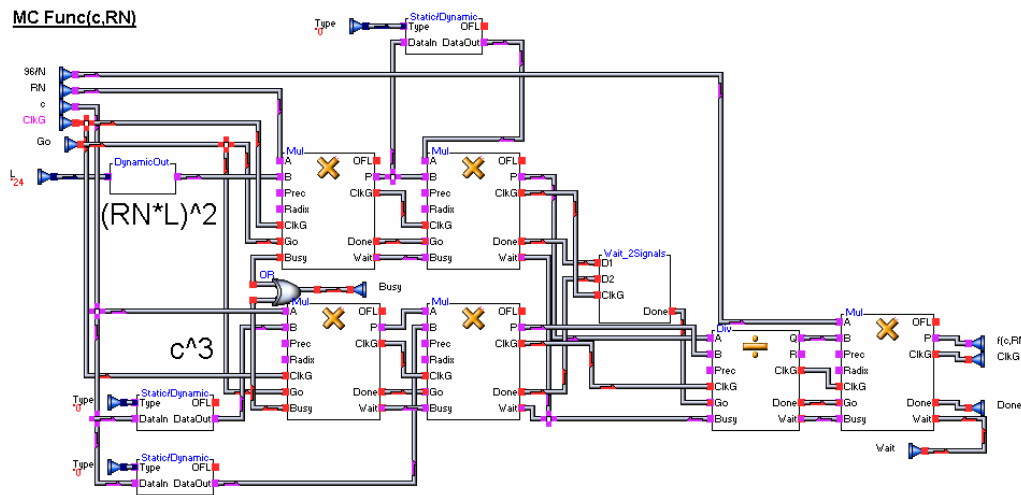 MC Func(c,RN)
Type
"0
Static/Dynamic
Type OFL
DataIn DataOut
96/N
RN
c
ClkG
Go
L
"24
DynamicOut
(RN*L)^2
Mul
A OFL
B P
Prec ClkG
Radix
ClkG
Go Done
Busy Wait
Mul
A OFL
B P
Prec ClkG
Radix
ClkG
Go Done
Busy Wait
Wait_2Signals
D1
D2
ClkG
Done
OR
Busy
c^3
Mul
A OFL
B P
Prec ClkG
Radix
ClkG
Go Done
Busy Wait
Mul
A OFL
B P
Prec ClkG
Radix
ClkG
Go Done
Busy Wait
Div
A Q
B R
Prec
ClkG ClkG
Go Done
Busy Wait
Mul
A OFL
B P
Prec ClkG
Radix
ClkG
Go Done
Busy Wait
f(c,RN
ClkG
Done
Wait
Type
"0
Static/Dynamic
Type OFL
DataIn DataOut
Type
"0
Static/Dynamic
Type OFL
DataIn DataOut